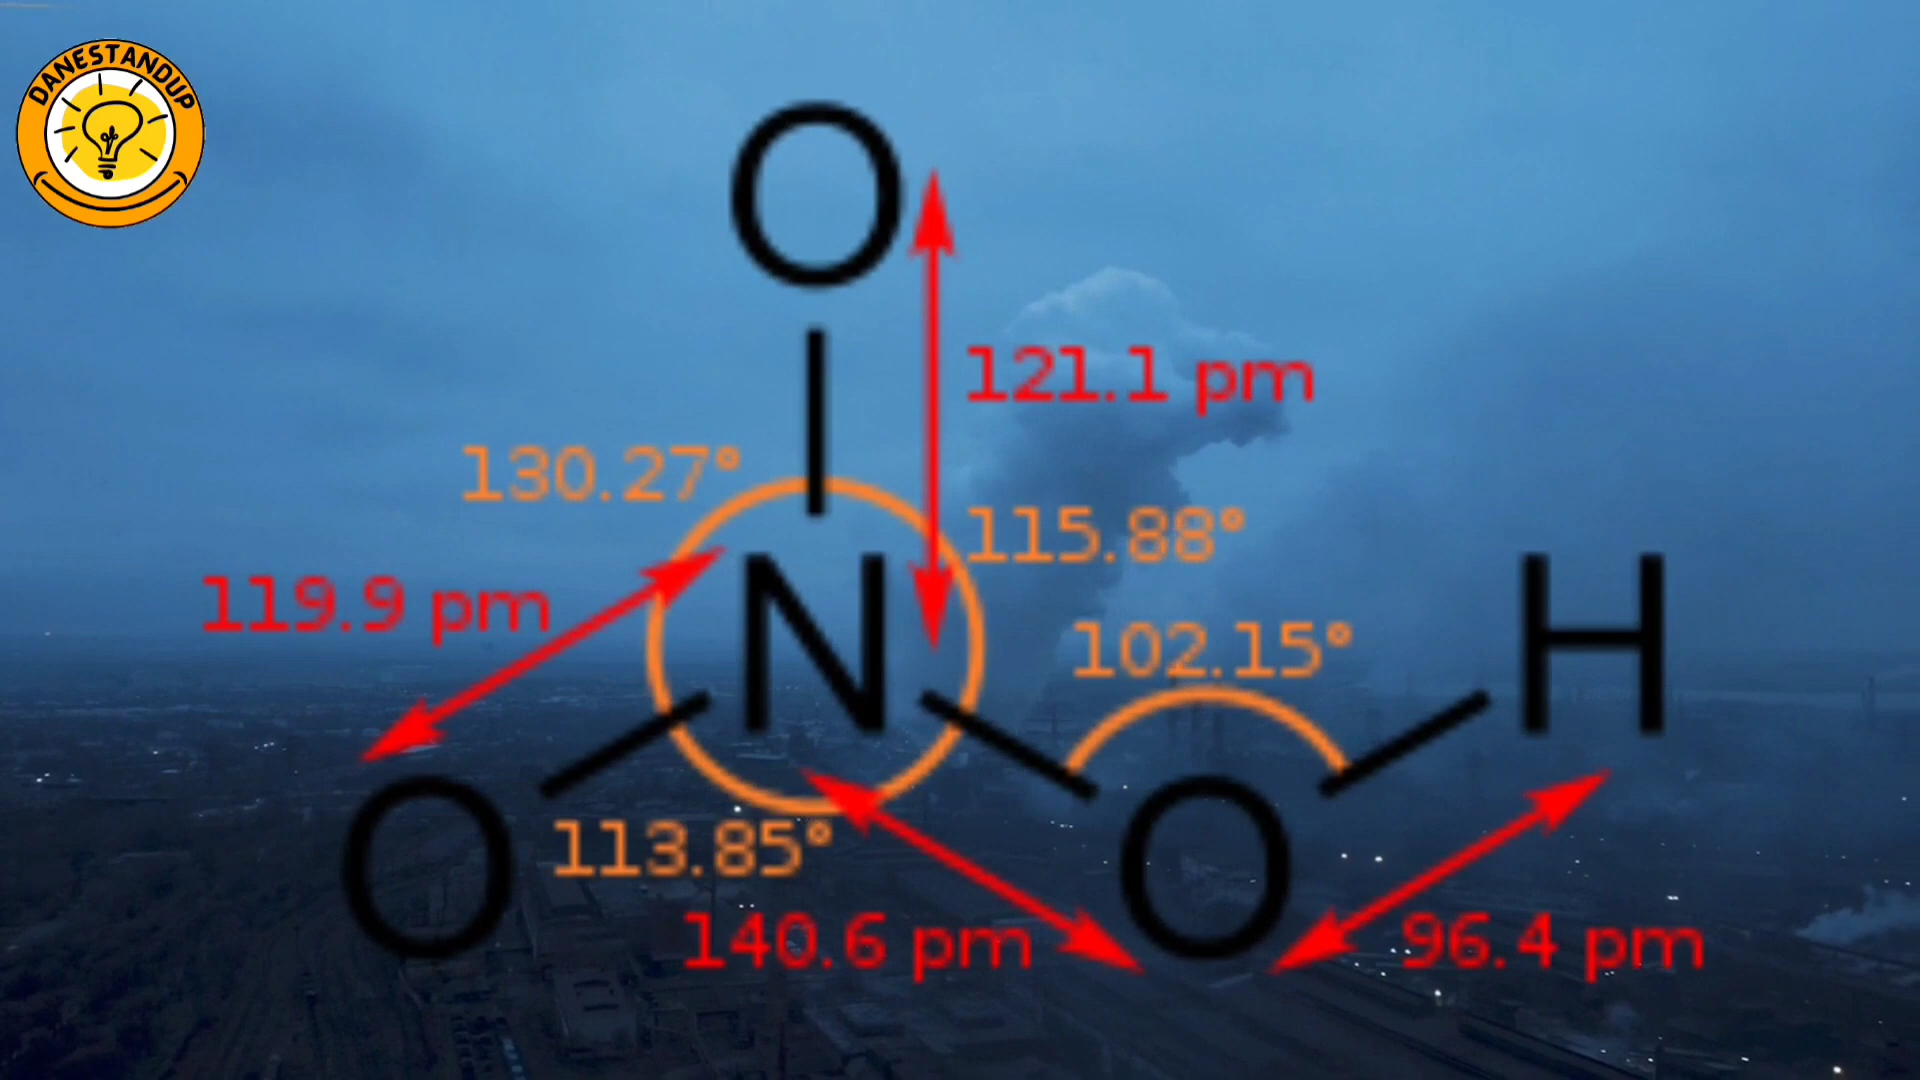 DANESTANDUP
O
121.1 pm
130.27°
115.88°
119.9 pm
N
102.15°
H
O
113.85°
O
140.6 pm
96.4 pm